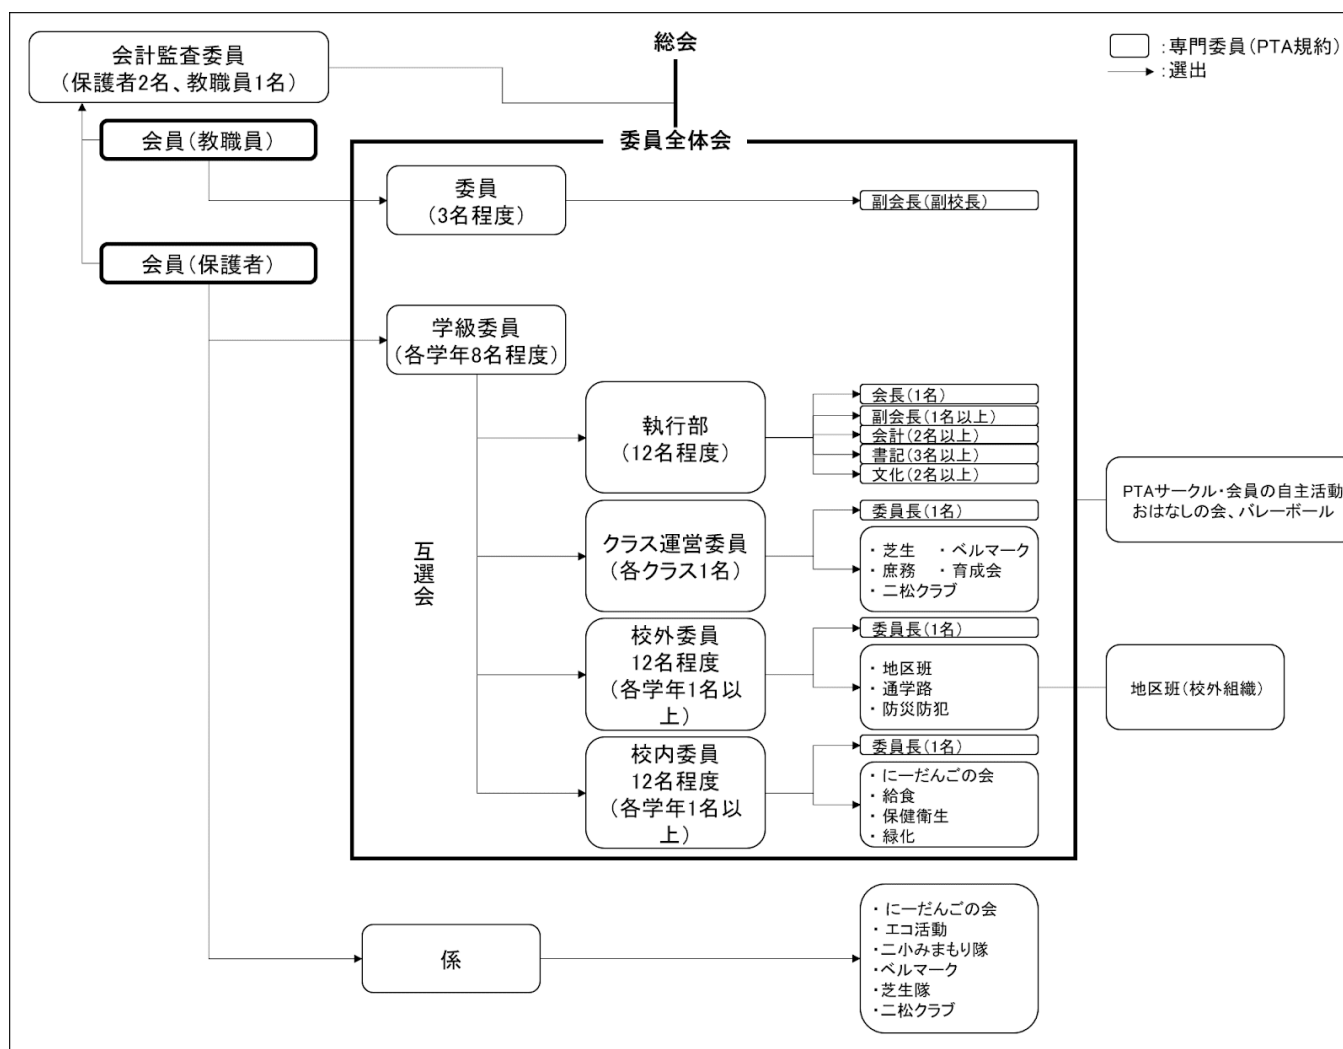 総会
会計監査委員
(保護者2名、教職員1名)
:専門委員(PTA規約)
:選出
会員(教職員)
委員全体会
委員
(3名程度)
副会長(副校長)
会員(保護者)
学級委員
(各学年8名程度)
互選会
執行部
(12名程度)
会長(1名)
副会長(1名以上)
会計(2名以上)
書記(3名以上)
文化(2名以上)
クラス運営委員
(各クラス1名)
委員長(1名)
・芝生 ・ベルマーク
・庶務 ・育成会
・二松クラブ
PTAサークル・会員の自主活動
おはなしの会、バレーボール
校外委員
12名程度
(各学年1名以
上)
委員長(1名)
・地区班
・通学路
・防災防犯
地区班(校外組織)
校内委員
12名程度
(各学年1名以
上)
委員長(1名)
・にーだんごの会
・給食
・保健衛生
・緑化
係
・にーだんごの会
・エコ活動
・二小みまもり隊
・ベルマーク
・芝生隊
・二松クラブ